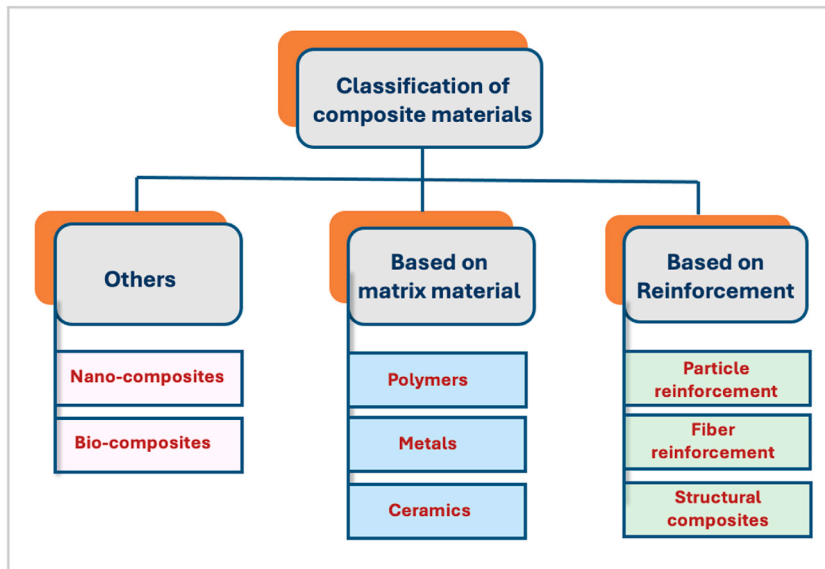 Classification of
composite materials
Others
Nano-composites
Bio-composites
Based on
matrix material
Polymers
Metals
Ceramics
Based on
Reinforcement
Particle
reinforcement
Fiber
reinforcement
Structural
composites